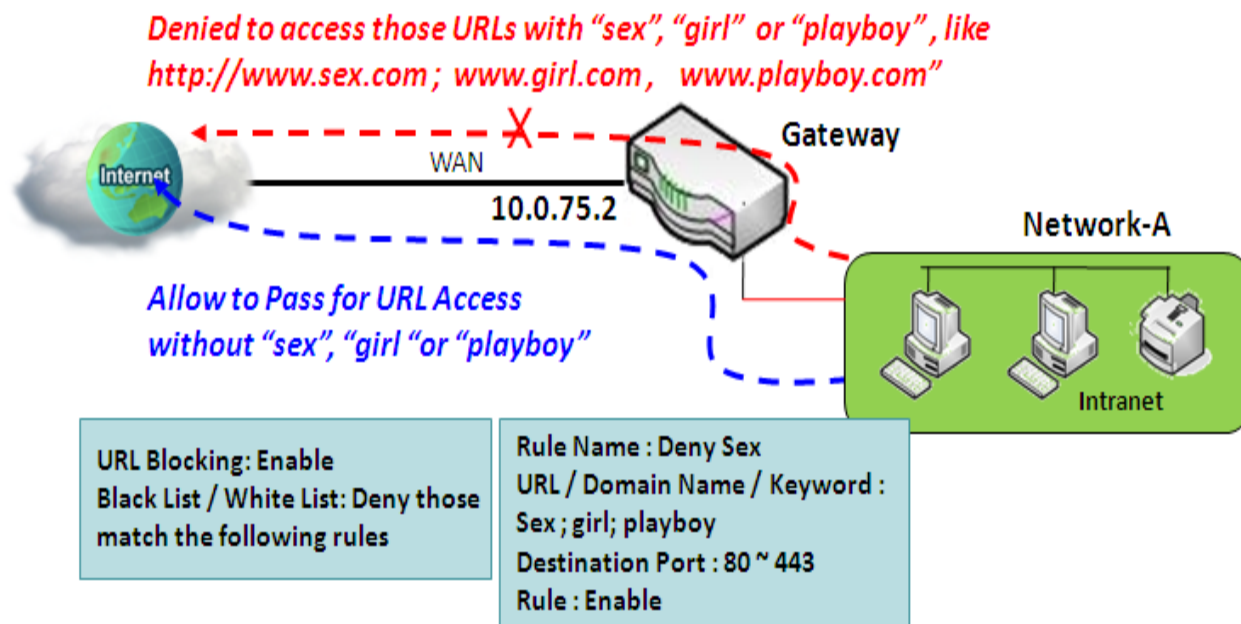 Denied to access those URLs with “sex”, “girl” or “playboy” , like
http://www.sex.com ; www.girl.com , www.playboy.com”
Gateway
Internet
WAN
10.0.75.2
Network-A
Allow to Pass for URL Access
without “sex”, “girl “or “playboy”
Intranet
URL Blocking: Enable
Black List / White List: Deny those
match the following rules
Rule Name : Deny Sex
URL / Domain Name / Keyword :
Sex ; girl; playboy
Destination Port : 80 ~ 443
Rule : Enable